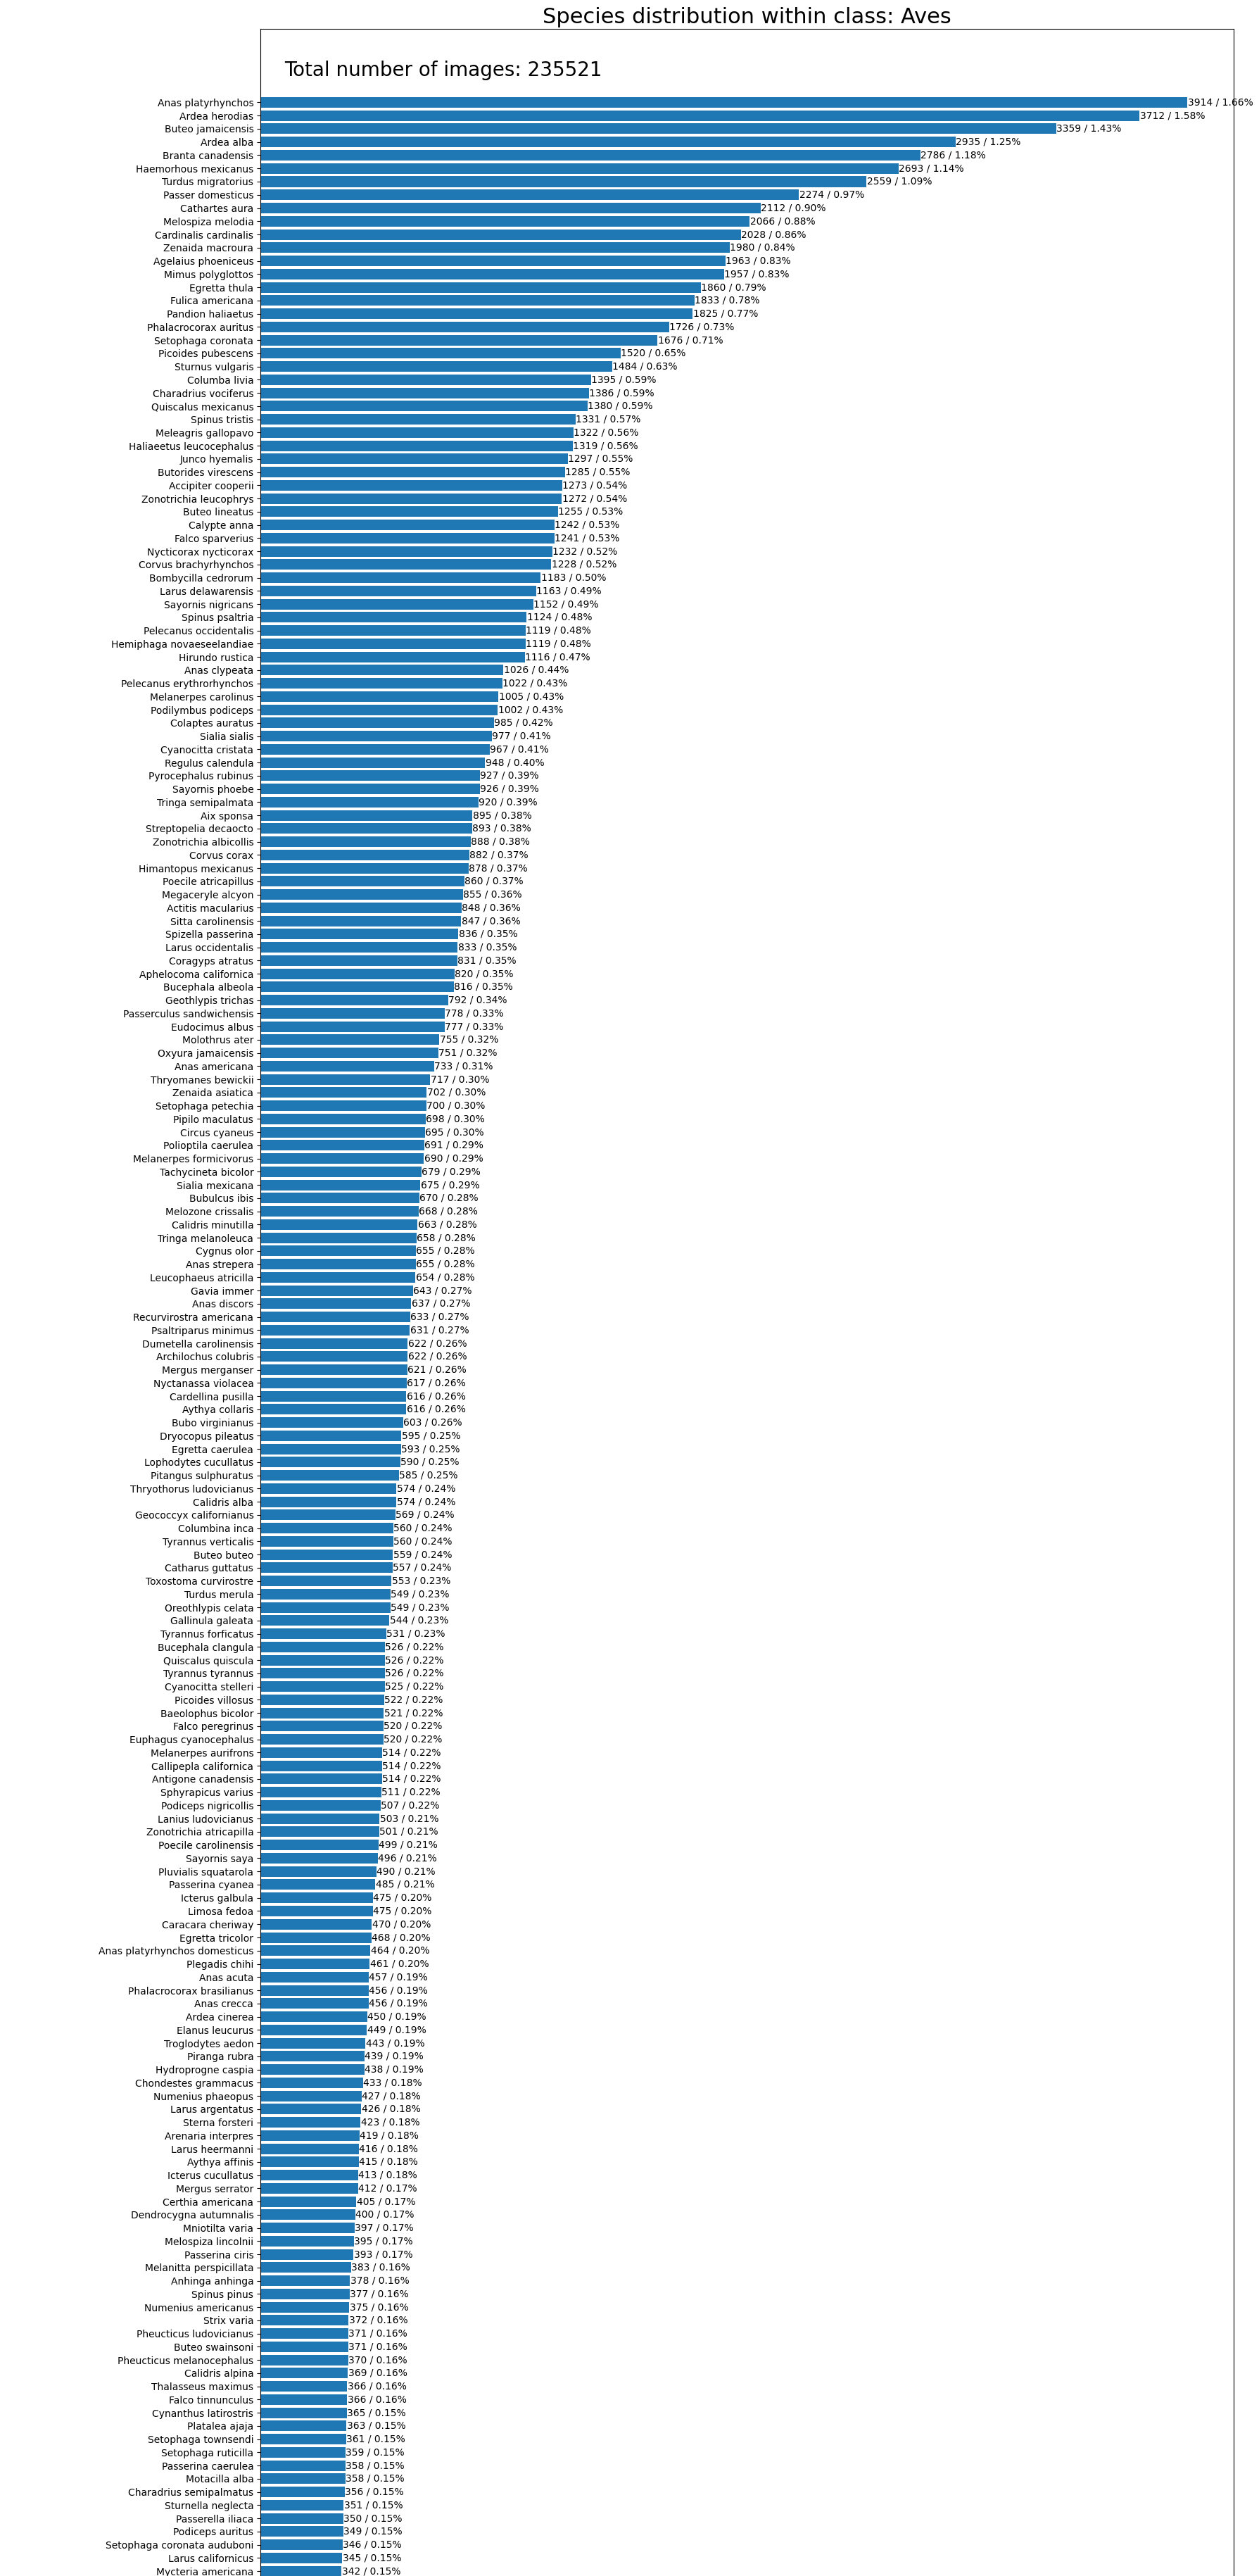 Species distribution within class: Aves
Total number of images: 235521
Anas platyrhynchos 3914 / 1.66%
Ardea herodias 3712 / 1.58%
Buteo jamaicensis 3359 / 1.43%
Ardea alba 2935 / 1.25%
Branta canadensis 2786 / 1.18%
Haemorhous mexicanus 2693 / 1.14%
Turdus migratorius 2559 / 1.09%
Passer domesticus 2274 / 0.97%
Cathartes aura 2112 / 0.90%
Melospiza melodia 2066 / 0.88%
Cardinalis cardinalis 2028 / 0.86%
Zenaida macroura 1980 / 0.84%
Agelaius phoeniceus 1963 / 0.83%
Mimus polyglottos 1957 / 0.83%
Egretta thula 1860 / 0.79%
Fulica americana 1833 / 0.78%
Pandion haliaetus 1825 / 0.77%
Phalacrocorax auritus 1726 / 0.73%
Setophaga coronata 1676 / 0.71%
Picoides pubescens 1520 / 0.65%
Sturnus vulgaris 1484 / 0.63%
Columba livia 1395 / 0.59%
Charadrius vociferus 1386 / 0.59%
Quiscalus mexicanus 1380 / 0.59%
Spinus tristis 1331 / 0.57%
Meleagris gallopavo 1322 / 0.56%
Haliaeetus leucocephalus 1319 / 0.56%
Junco hyemalis 1297 / 0.55%
Butorides virescens 1285 / 0.55%
Accipiter cooperii 1273 / 0.54%
Zonotrichia leucophrys 1272 / 0.54%
Buteo lineatus 1255 / 0.53%
Calypte anna 1242 / 0.53%
Falco sparverius 1241 / 0.53%
Nycticorax nycticorax 1232 / 0.52%
Corvus brachyrhynchos 1228 / 0.52%
Bombycilla cedrorum 1183 / 0.50%
Larus delawarensis 1163 / 0.49%
Sayornis nigricans 1152 / 0.49%
Spinus psaltria 1124 / 0.48%
Pelecanus occidentalis 1119 / 0.48%
Hemiphaga novaeseelandiae 1119 / 0.48%
Hirundo rustica 1116 / 0.47%
Anas clypeata 1026 / 0.44%
Pelecanus erythrorhynchos 1022 / 0.43%
Melanerpes carolinus 1005 / 0.43%
Podilymbus podiceps 1002 / 0.43%
Colaptes auratus 985 / 0.42%
Sialia sialis 977 / 0.41%
Cyanocitta cristata 967 / 0.41%
Regulus calendula 948 / 0.40%
Pyrocephalus rubinus 927 / 0.39%
Sayornis phoebe 926 / 0.39%
Tringa semipalmata 920 / 0.39%
Aix sponsa 895 / 0.38%
Streptopelia decaocto 893 / 0.38%
Zonotrichia albicollis 888 / 0.38%
Corvus corax 882 / 0.37%
Himantopus mexicanus 878 / 0.37%
Poecile atricapillus 860 / 0.37%
Megaceryle alcyon 855 / 0.36%
Actitis macularius 848 / 0.36%
Sitta carolinensis 847 / 0.36%
Spizella passerina 836 / 0.35%
Larus occidentalis 833 / 0.35%
Coragyps atratus 831 / 0.35%
Aphelocoma californica 820 / 0.35%
Bucephala albeola 816 / 0.35%
Geothlypis trichas 792 / 0.34%
Passerculus sandwichensis 778 / 0.33%
Eudocimus albus 777 / 0.33%
Molothrus ater 755 / 0.32%
Oxyura jamaicensis 751 / 0.32%
Anas americana 733 / 0.31%
Thryomanes bewickii 717 / 0.30%
Zenaida asiatica 702 / 0.30%
Setophaga petechia 700 / 0.30%
Pipilo maculatus 698 / 0.30%
Circus cyaneus 695 / 0.30%
Polioptila caerulea 691 / 0.29%
Melanerpes formicivorus 690 / 0.29%
Tachycineta bicolor 679 / 0.29%
Sialia mexicana 675 / 0.29%
Bubulcus ibis 670 / 0.28%
Melozone crissalis 668 / 0.28%
Calidris minutilla 663 / 0.28%
Tringa melanoleuca 658 / 0.28%
Cygnus olor 655 / 0.28%
Anas strepera 655 / 0.28%
Leucophaeus atricilla 654 / 0.28%
Gavia immer 643 / 0.27%
Anas discors 637 / 0.27%
Recurvirostra americana 633 / 0.27%
Psaltriparus minimus 631 / 0.27%
Dumetella carolinensis 622 / 0.26%
Archilochus colubris 622 / 0.26%
Mergus merganser 621 / 0.26%
Nyctanassa violacea 617 / 0.26%
Cardellina pusilla 616 / 0.26%
Aythya collaris 616 / 0.26%
Bubo virginianus 603 / 0.26%
Dryocopus pileatus 595 / 0.25%
Egretta caerulea 593 / 0.25%
Lophodytes cucullatus 590 / 0.25%
Pitangus sulphuratus 585 / 0.25%
Thryothorus ludovicianus 574 / 0.24%
Calidris alba 574 / 0.24%
Geococcyx californianus 569 / 0.24%
Columbina inca 560 / 0.24%
Tyrannus verticalis 560 / 0.24%
Buteo buteo 559 / 0.24%
Catharus guttatus 557 / 0.24%
Toxostoma curvirostre 553 / 0.23%
Turdus merula 549 / 0.23%
Oreothlypis celata 549 / 0.23%
Gallinula galeata 544 / 0.23%
Tyrannus forficatus 531 / 0.23%
Bucephala clangula 526 / 0.22%
Quiscalus quiscula 526 / 0.22%
Tyrannus tyrannus 526 / 0.22%
Cyanocitta stelleri 525 / 0.22%
Picoides villosus 522 / 0.22%
Baeolophus bicolor 521 / 0.22%
Falco peregrinus 520 / 0.22%
Euphagus cyanocephalus 520 / 0.22%
Melanerpes aurifrons 514 / 0.22%
Callipepla californica 514 / 0.22%
Antigone canadensis 514 / 0.22%
Sphyrapicus varius 511 / 0.22%
Podiceps nigricollis 507 / 0.22%
Lanius ludovicianus 503 / 0.21%
Zonotrichia atricapilla 501 / 0.21%
Poecile carolinensis 499 / 0.21%
Sayornis saya 496 / 0.21%
Pluvialis squatarola 490 / 0.21%
Passerina cyanea 485 / 0.21%
Icterus galbula 475 / 0.20%
Limosa fedoa 475 / 0.20%
Caracara cheriway 470 / 0.20%
Egretta tricolor 468 / 0.20%
Anas platyrhynchos domesticus 464 / 0.20%
Plegadis chihi 461 / 0.20%
Anas acuta 457 / 0.19%
Phalacrocorax brasilianus 456 / 0.19%
Anas crecca 456 / 0.19%
Ardea cinerea 450 / 0.19%
Elanus leucurus 449 / 0.19%
Troglodytes aedon 443 / 0.19%
Piranga rubra 439 / 0.19%
Hydroprogne caspia 438 / 0.19%
Chondestes grammacus 433 / 0.18%
Numenius phaeopus 427 / 0.18%
Larus argentatus 426 / 0.18%
Sterna forsteri 423 / 0.18%
Arenaria interpres 419 / 0.18%
Larus heermanni 416 / 0.18%
Aythya affinis 415 / 0.18%
Icterus cucullatus 413 / 0.18%
Mergus serrator 412 / 0.17%
Certhia americana 405 / 0.17%
Dendrocygna autumnalis 400 / 0.17%
Mniotilta varia 397 / 0.17%
Melospiza lincolnii 395 / 0.17%
Passerina ciris 393 / 0.17%
Melanitta perspicillata 383 / 0.16%
Anhinga anhinga 378 / 0.16%
Spinus pinus 377 / 0.16%
Numenius americanus 375 / 0.16%
Strix varia 372 / 0.16%
Pheucticus ludovicianus 371 / 0.16%
Buteo swainsoni 371 / 0.16%
Pheucticus melanocephalus 370 / 0.16%
Calidris alpina 369 / 0.16%
Thalasseus maximus 366 / 0.16%
Falco tinnunculus 366 / 0.16%
Cynanthus latirostris 365 / 0.15%
Platalea ajaja 363 / 0.15%
Setophaga townsendi 361 / 0.15%
Setophaga ruticilla 359 / 0.15%
Passerina caerulea 358 / 0.15%
Motacilla alba 358 / 0.15%
Charadrius semipalmatus 356 / 0.15%
Sturnella neglecta 351 / 0.15%
Passerella iliaca 350 / 0.15%
Podiceps auritus 349 / 0.15%
Setophaga coronata auduboni 346 / 0.15%
Larus californicus 345 / 0.15%
Mycteria americana 342 / 0.15%